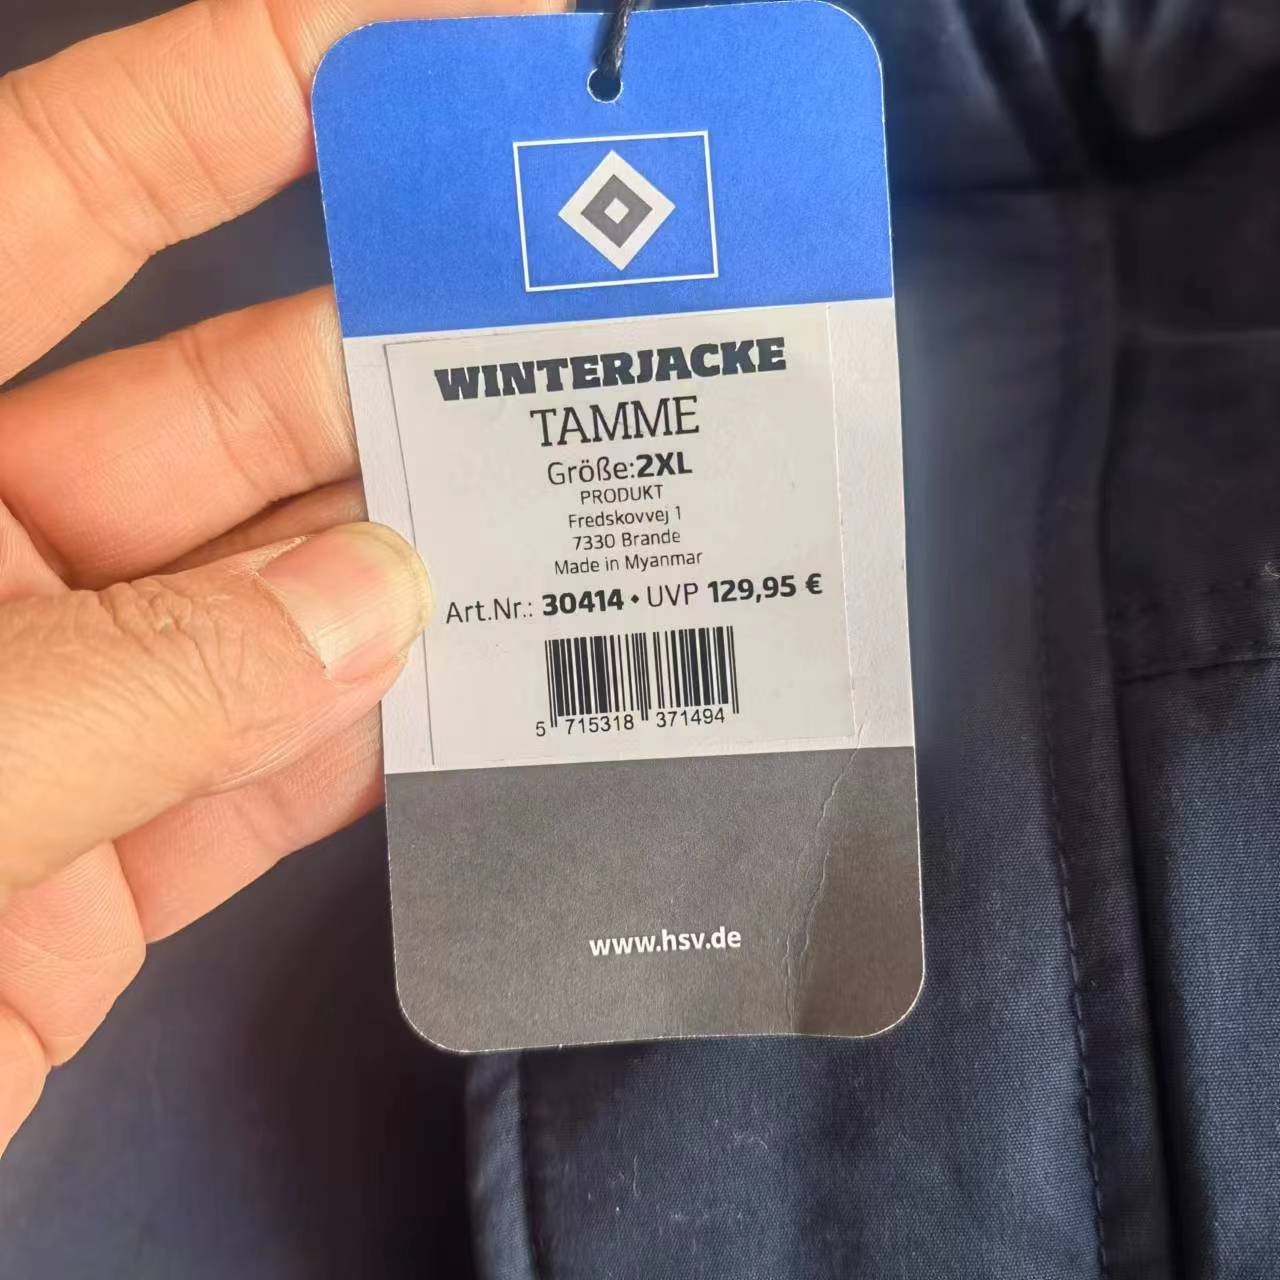 WINTERJACKE
TAMME
Größe:2XL
PRODUKT
Fredskovvej 1
7330 Brande
Made in Myanmar
Art.Nr.: 30414 • UVP 129,95 €
5 715318 371494
www.hsv.de